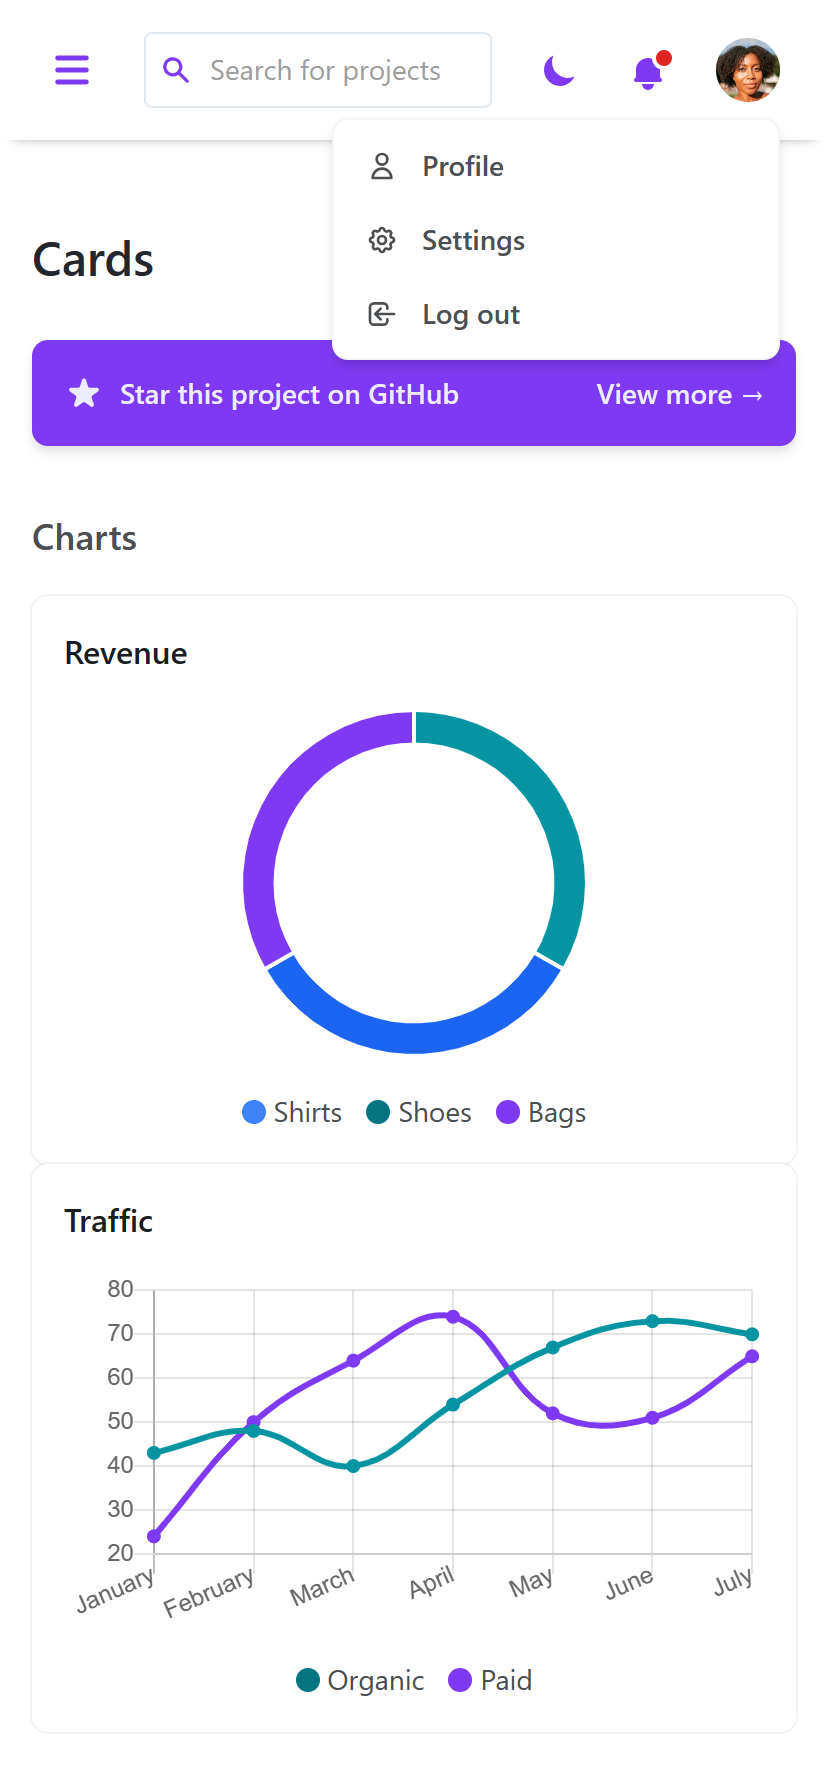 Search for projects
Profile
Settings
Log out
Cards
Star this project on GitHub
View more →
Charts
Revenue
Shirts Shoes Bags
Traffic
80
70
60
50
40
30
20
January February March April May June July
Organic Paid